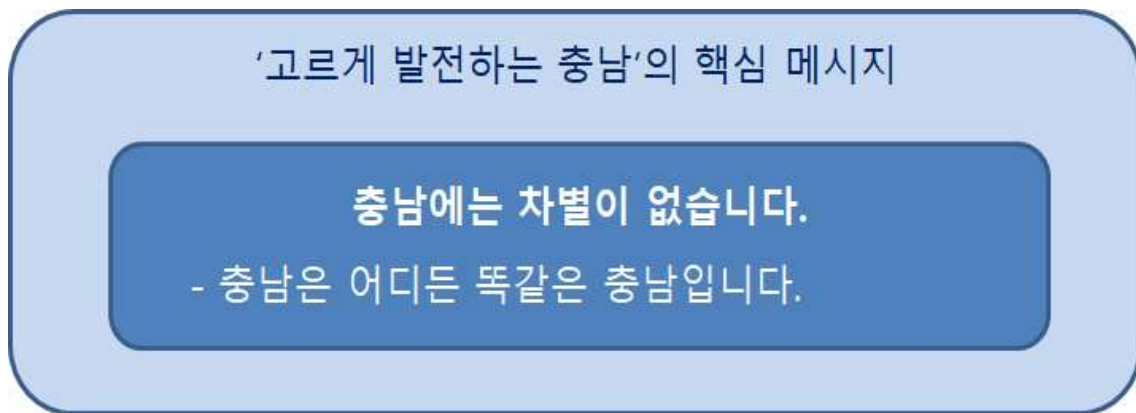 '고르게 발전하는 충남'의 핵심 메시지
충남에는 차별이 없습니다.
- 충남은 어디든 똑같은 충남입니다.